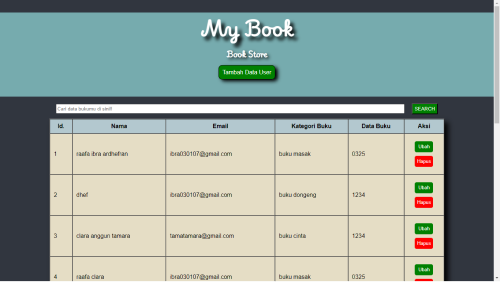 My Book
Book Store
Tambah Data User
Cari data bukumu di sini!! SEARCH
Id. Nama Email Kategori Buku Data Buku Aksi
1 raafa ibra ardhefran ibra030107@gmail.com buku masak 0325 Ubah Hapus
2 dhef ibra030107@gmail.com buku dongeng 1234 Ubah Hapus
3 clara anggun tamara tamatamara@gmail.com buku cinta 1234 Ubah Hapus
4 raafa clara ibra030107@gmail.com buku masak 0325 Ubah Hapus